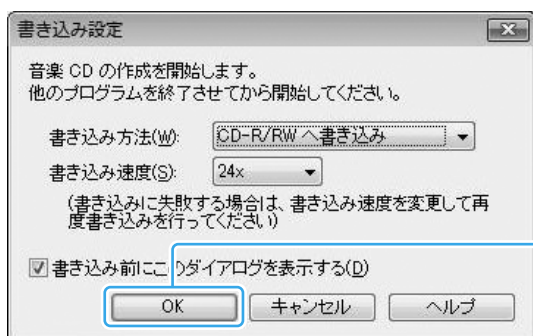 書き込み設定
音楽 CD の作成を開始します。
他のプログラムを終了させてから開始してください。
書き込み方法(W): CD-R/RW へ書き込み
書き込み速度(S): 24x
(書き込みに失敗する場合は、書き込み速度を変更して再
度書き込みを行ってください)
書き込み前にこのダイアログを表示する(D)
OK キャンセル ヘルプ